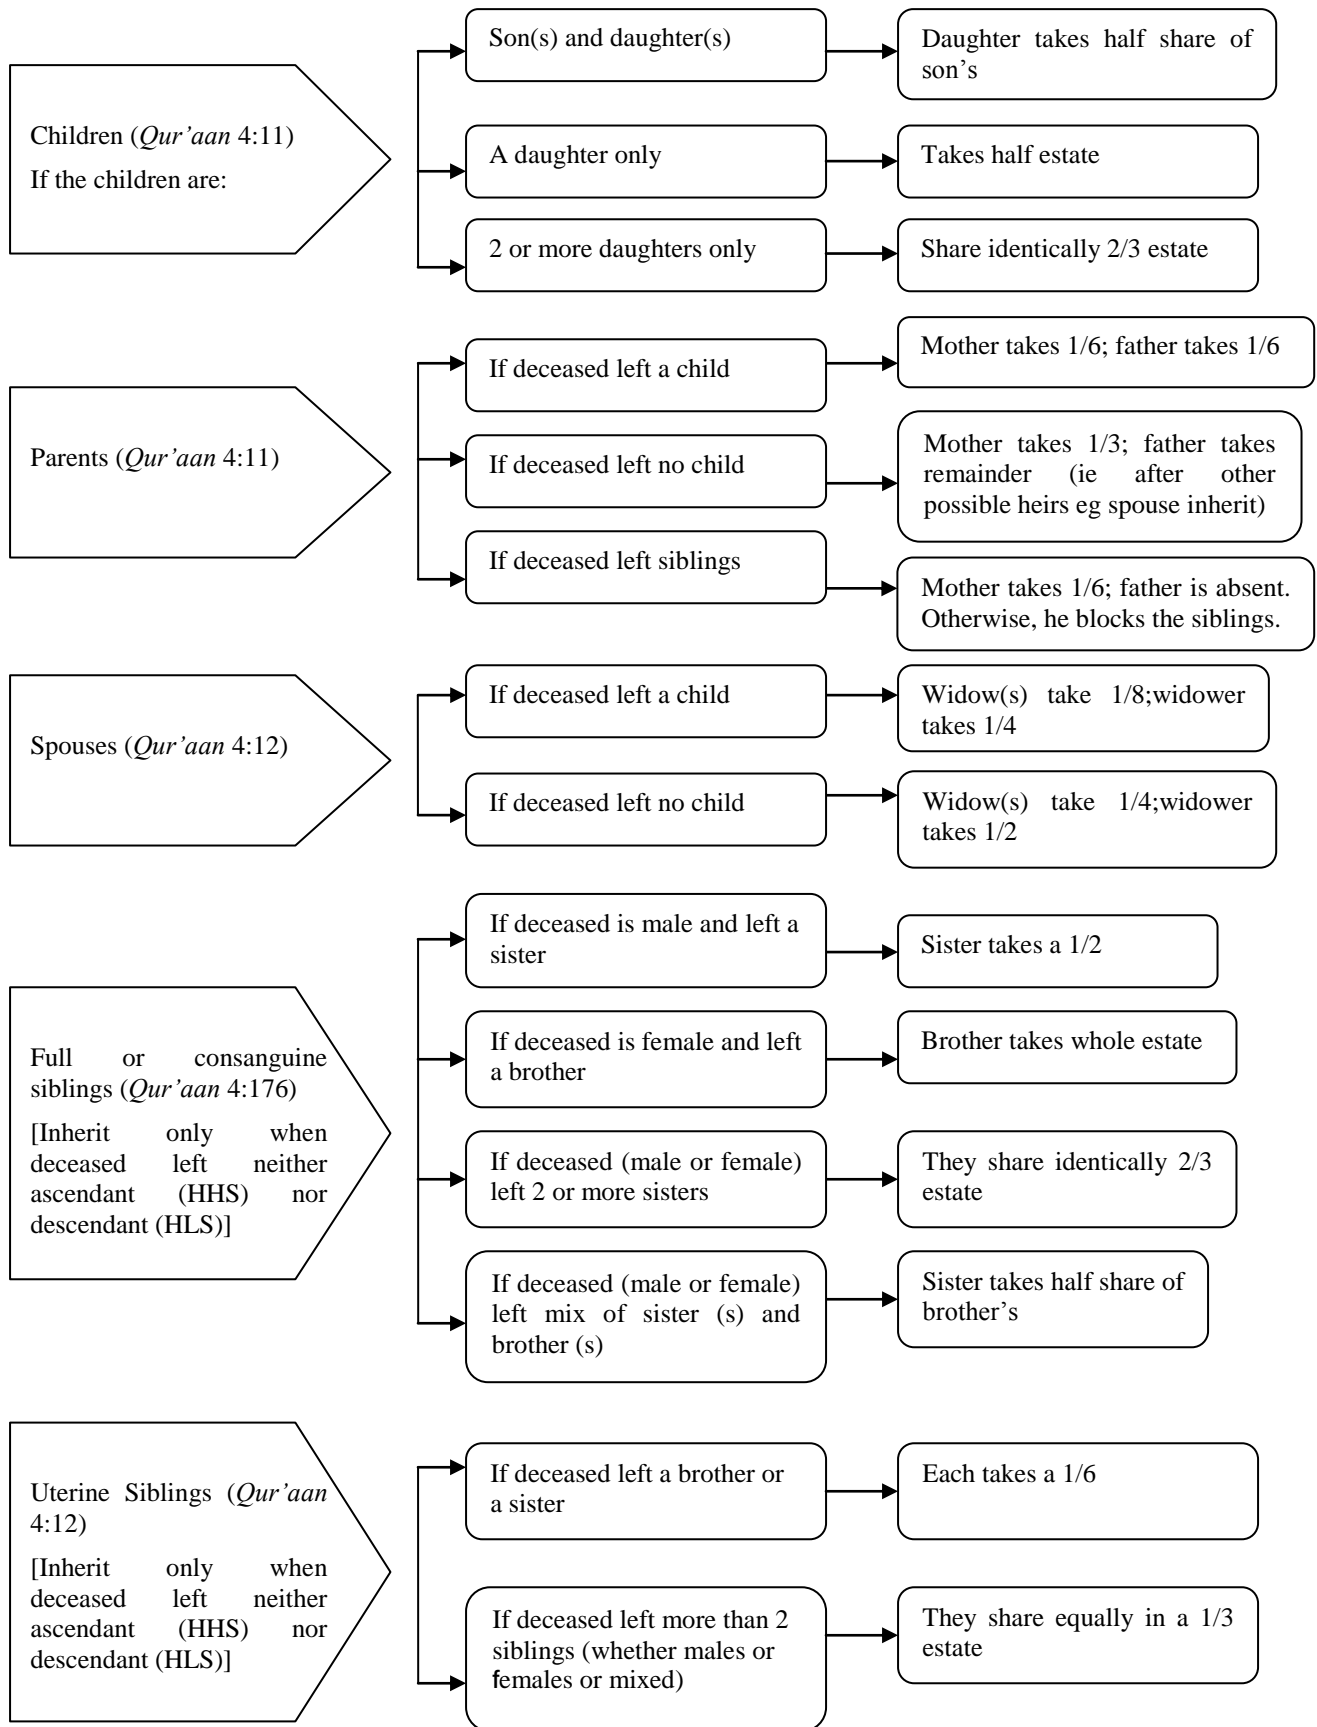 Children (Qur’aan 4:11)
If the children are:
Son(s) and daughter(s)
Daughter takes half share of
son’s
A daughter only
Takes half estate
2 or more daughters only
Share identically 2/3 estate
Parents (Qur’aan 4:11)
If deceased left a child
Mother takes 1/6; father takes 1/6
If deceased left no child
Mother takes 1/3; father takes
remainder (ie after other
possible heirs eg spouse inherit)
If deceased left siblings
Mother takes 1/6; father is absent.
Otherwise, he blocks the siblings.
Spouses (Qur’aan 4:12)
If deceased left a child
Widow(s) take 1/8;widower
takes 1/4
If deceased left no child
Widow(s) take 1/4;widower
takes 1/2
Full or consanguine
siblings (Qur’aan 4:176)
[Inherit only when
deceased left neither
ascendant (HHS) nor
descendant (HLS)]
If deceased is male and left a
sister
Sister takes a 1/2
If deceased is female and left
a brother
Brother takes whole estate
If deceased (male or female)
left 2 or more sisters
They share identically 2/3
estate
If deceased (male or female)
left mix of sister (s) and
brother (s)
Sister takes half share of
brother’s
Uterine Siblings (Qur’aan
4:12)
[Inherit only when
deceased left neither
ascendant (HHS) nor
descendant (HLS)]
If deceased left a brother or
a sister
Each takes a 1/6
If deceased left more than 2
siblings (whether males or
females or mixed)
They share equally in a 1/3
estate